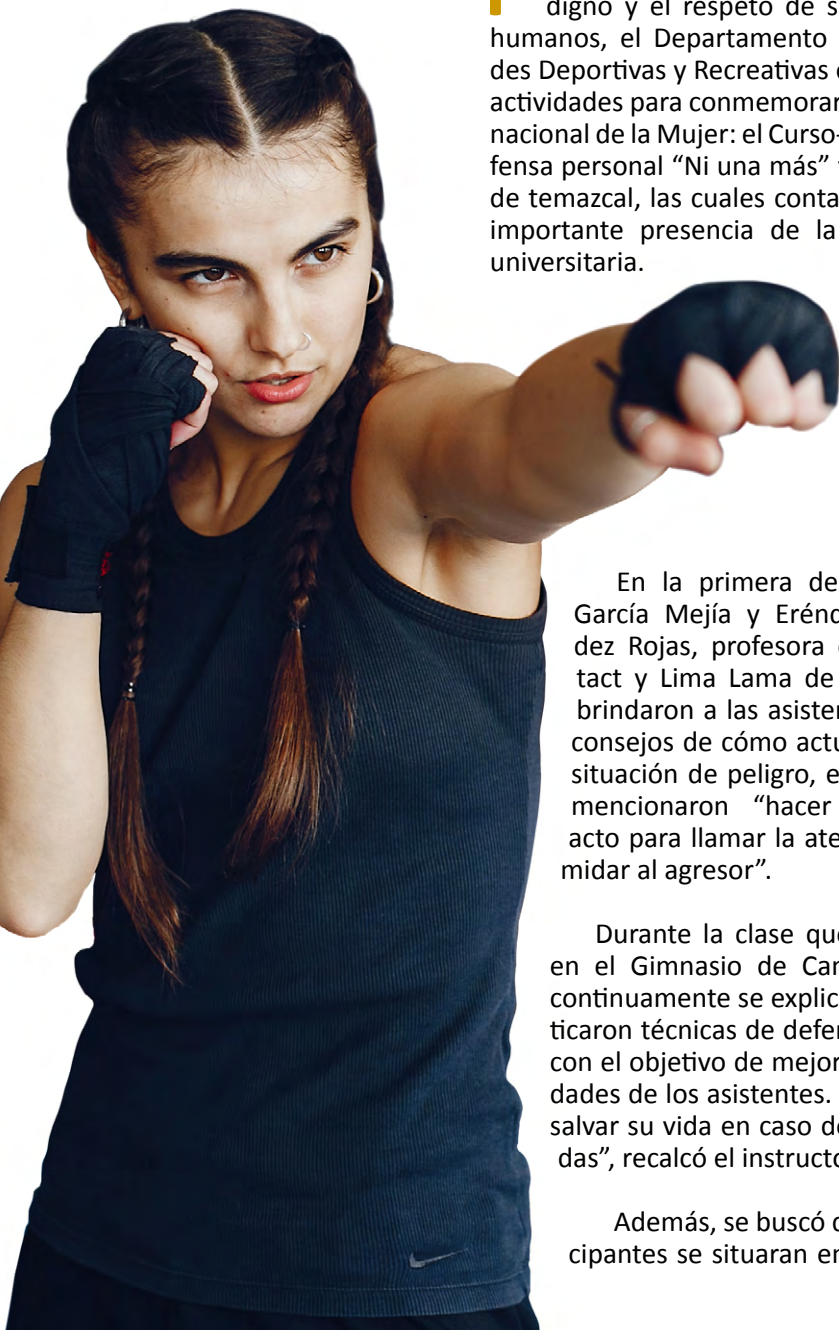 digno y el respeto de s
humanos, el Departamento
des Deportivas y Recreativas
actividades para conmemorar
nacional de la Mujer: el Curso-
fensa personal “Ni una más”
de temazcal, las cuales conta
importante presencia de la
universitaria.
En la primera de
García Mejía y Erénd
dez Rojas, profesora
tact y Lima Lama de
brindaron a las asisten
consejos de cómo actu
situación de peligro, e
mencionaron “hacer
acto para llamar la ate
midar al agresor”.
Durante la clase qu
en el Gimnasio de Ca
continuamente se explic
ticaron técnicas de defe
con el objetivo de mejor
dades de los asistentes.
salvar su vida en caso d
das”, recalcó el instructo
Además, se buscó
cipantes se situaran e